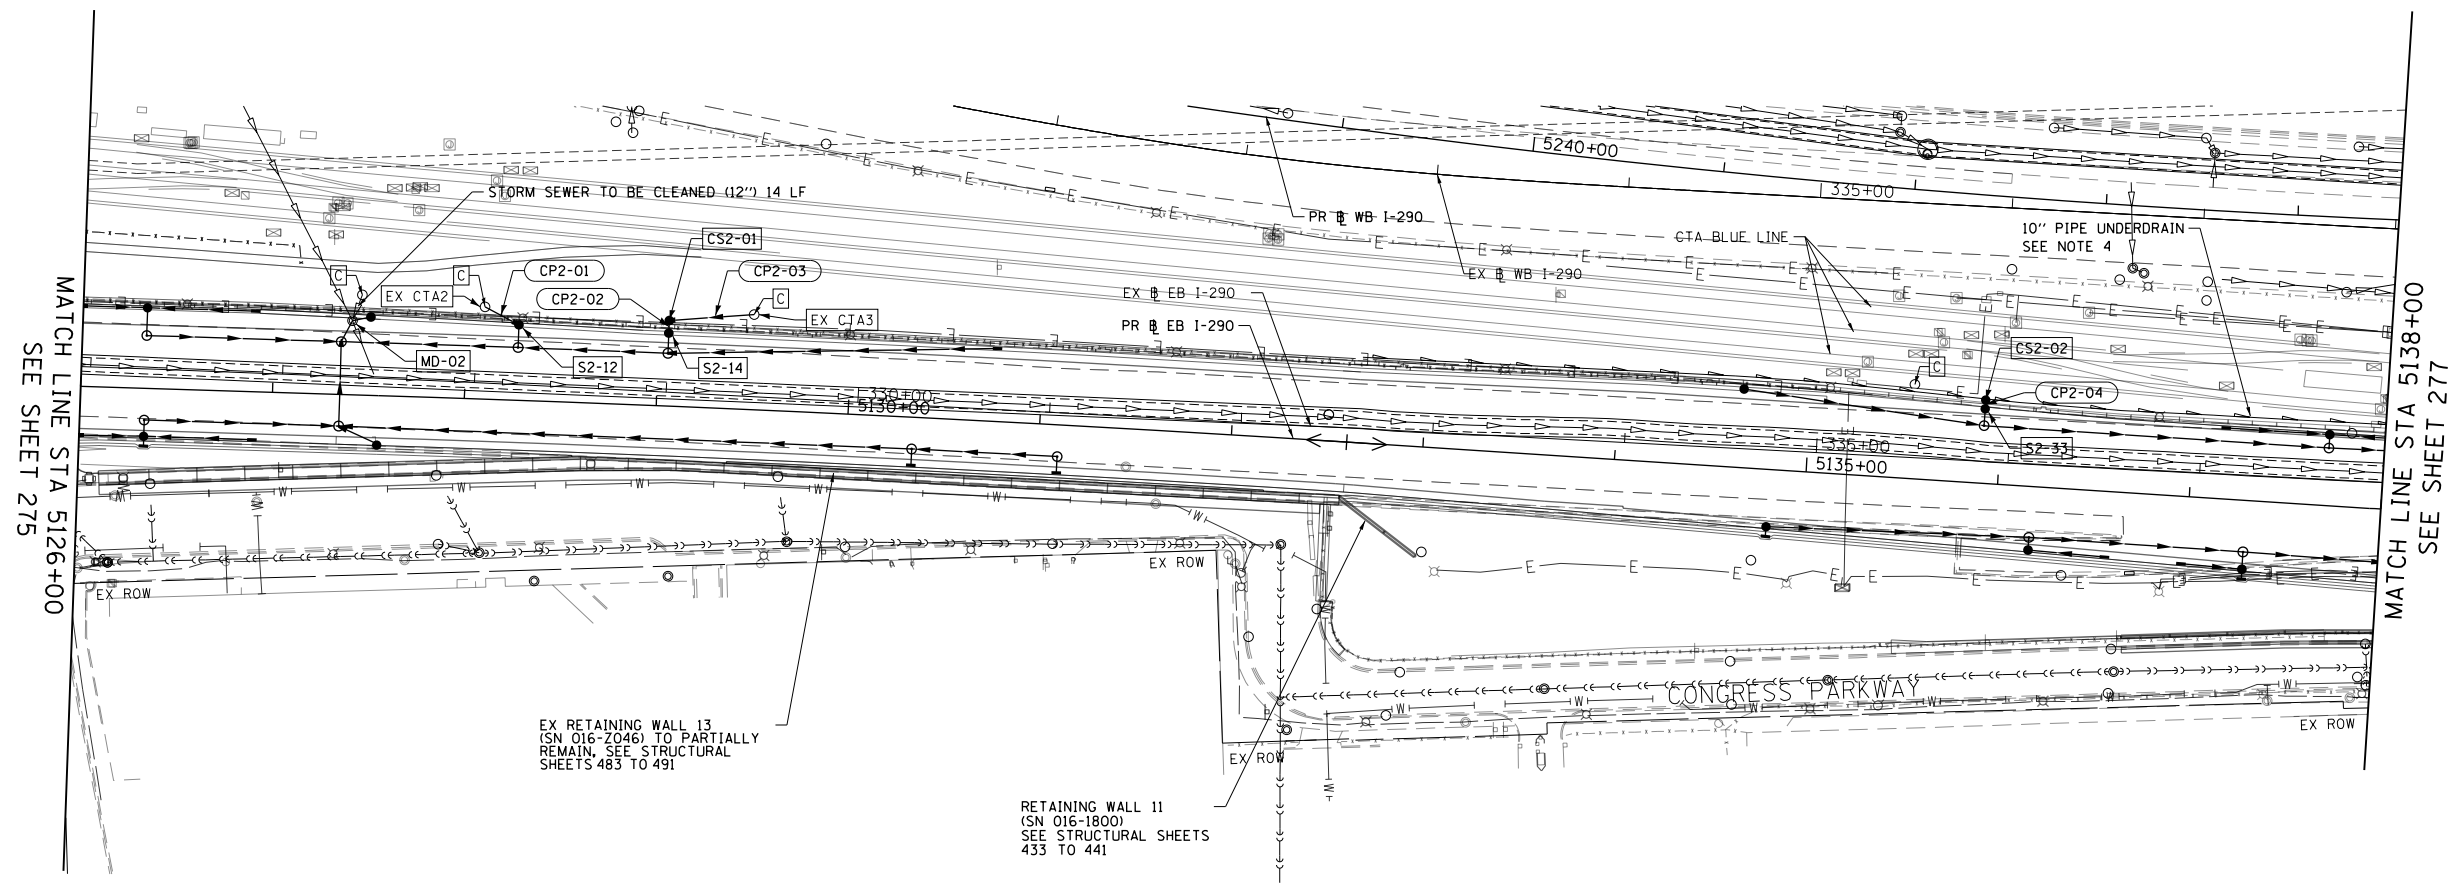 5240+00
335+00
STORM SEWER TO BE CLEANED (12'') 14 LF
PR ℄ WB I-290
CTA BLUE LINE
10'' PIPE UNDERDRAIN
SEE NOTE 4
EX ℄ WB I-290
CS2-01
C
C
CP2-01
CP2-03
EX CTA2
CP2-02
C
EX CTA3
EX ℄ EB I-290
PR ℄ EB I-290
MD-02
S2-12
S2-14
CS2-02
C
CP2-04
S2-33
330+00
5130+00
335+00
5135+00
MATCH LINE STA 5126+00
SEE SHEET 275
MATCH LINE STA 5138+00
SEE SHEET 277
EX ROW
EX ROW
EX ROW
EX ROW
CONGRESS PARKWAY
EX RETAINING WALL 13
(SN 016-Z046) TO PARTIALLY
REMAIN, SEE STRUCTURAL
SHEETS 483 TO 491
RETAINING WALL 11
(SN 016-1800)
SEE STRUCTURAL SHEETS
433 TO 441